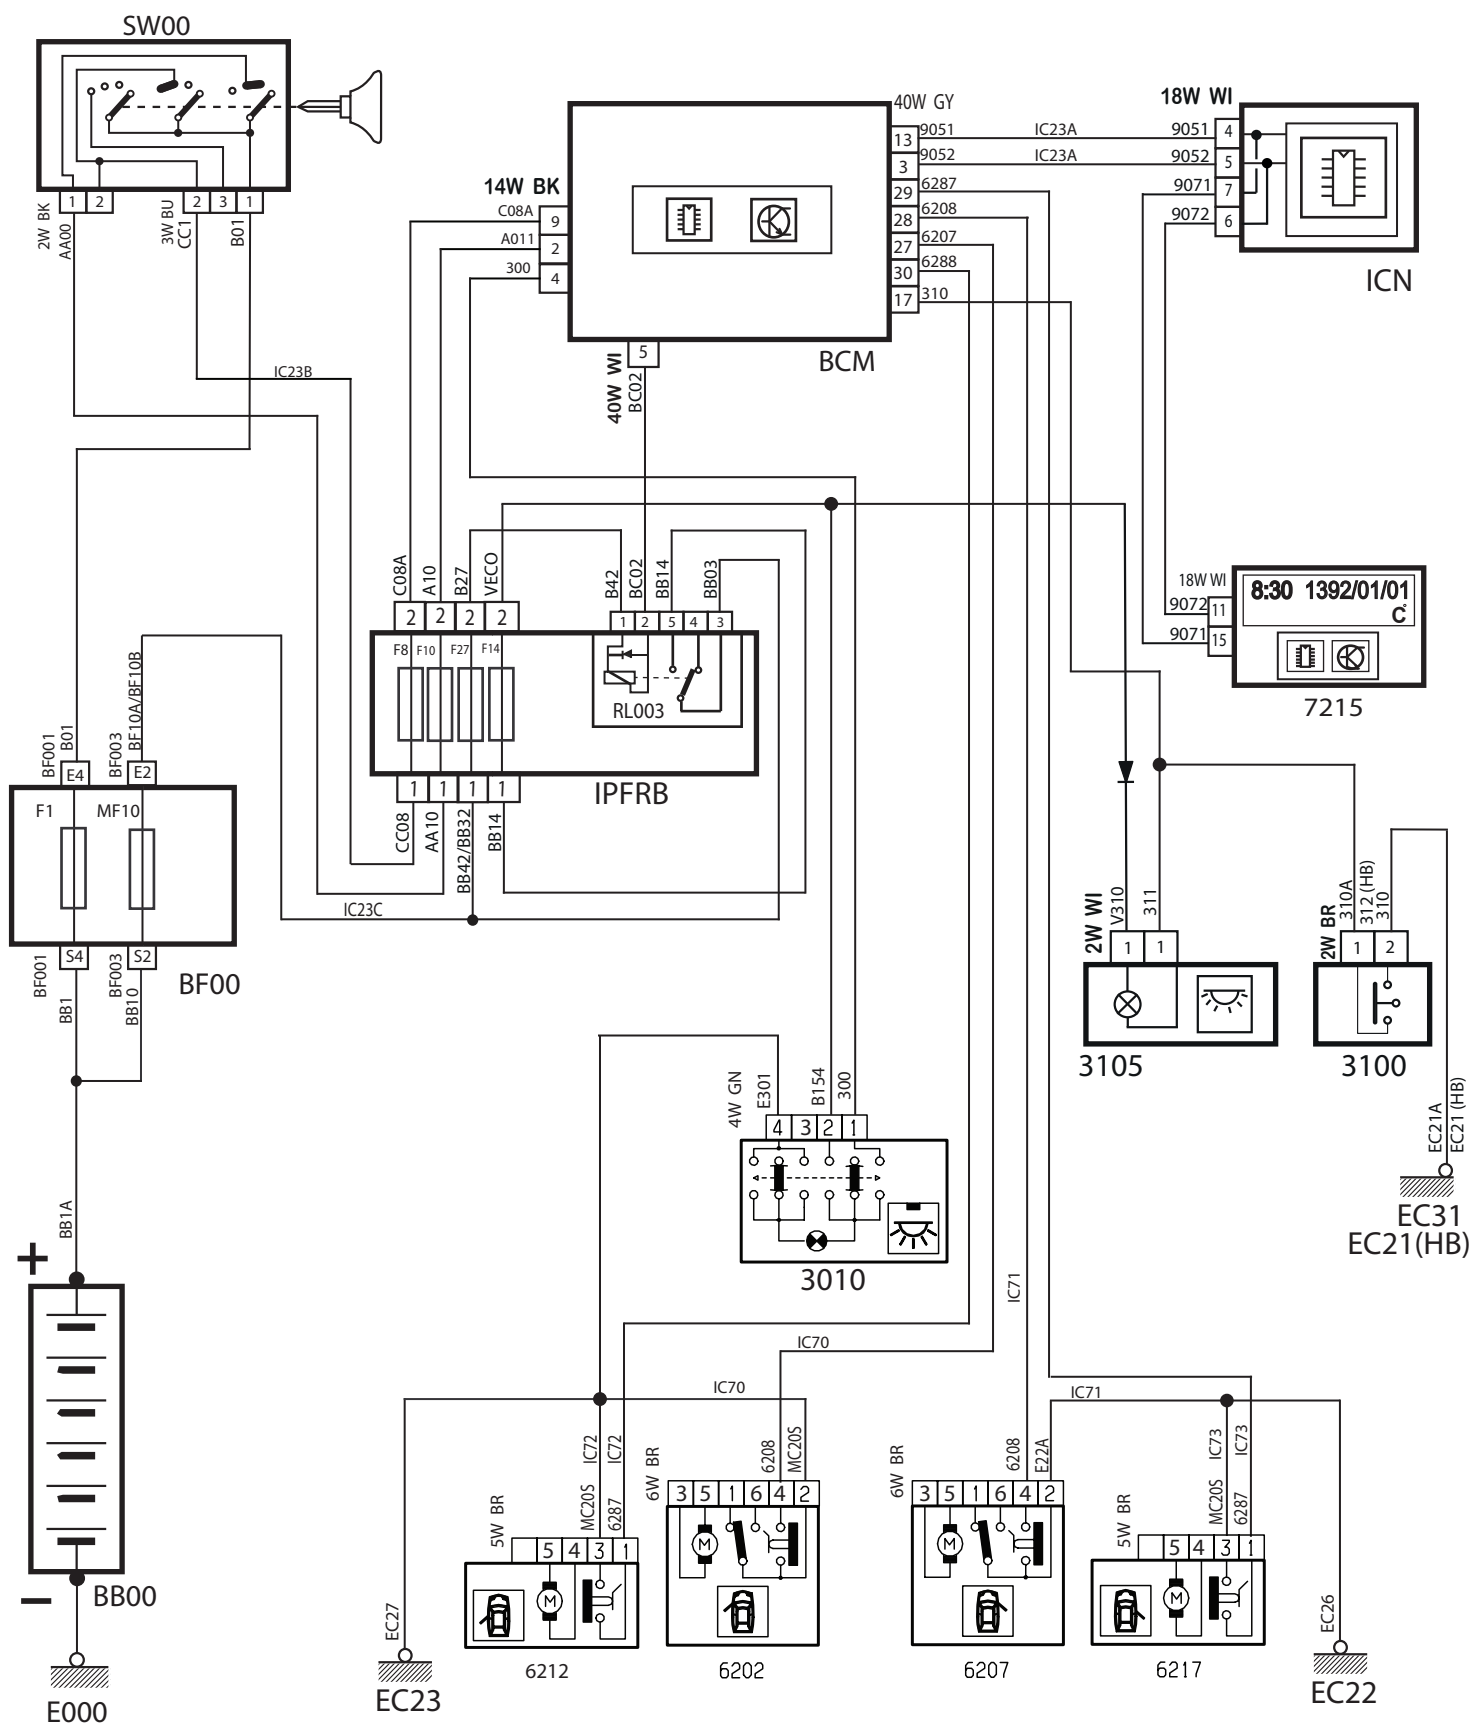 SW00
1 2
2 3 1
2W BK
AA00
3W BU
CC1
B01
IC23B
14W BK
C08A 9
A011 2
300 4
BCM
40W GY
13 9051
3 9052
29 6287
28 6208
27 6207
30 6288
17 310
IC23A
IC23A
18W WI
9051 4
9052 5
9071 7
9072 6
ICN
5
40W WI
BC02
C08A
A10
B27
VECO
2 2 2 2
B42
BC02
BB14
BB03
1 2 5 4 3
F8 F10 F27 F14
RL003
IPFRB
1 1 1 1
CC08
AA10
BB42/BB32
BB14
IC23C
18W WI
9072 11
9071 15
8:30 1392/01/01
C°
7215
BF001
B01
BF003
BF10A/BF10B
E4 E2
F1 MF10
S4 S2
BF00
BF001
BB1
BF003
BB10
BB1A
+
−
BB00
E000
2W WI
V310
311
1 1
3105
2W BR
310A
312 (HB)
310
1 2
3100
EC21A
EC21 (HB)
EC31
EC21(HB)
4W GN
E301
B154
300
4 3 2 1
3010
IC71
IC70
IC70
IC71
IC72
IC72
5W BR
MC20S
6287
5 4 3 1
M
6212
6W BR
6208
MC20S
3 5 1 6 4 2
M
6202
6W BR
6208
E22A
3 5 1 6 4 2
M
6207
IC73
IC73
5W BR
MC20S
6287
5 4 3 1
M
6217
EC27
EC23
EC26
EC22